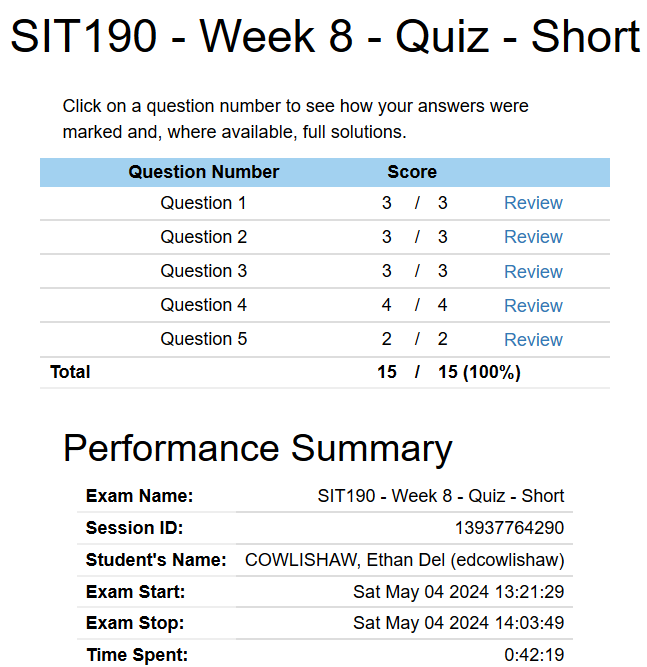 SIT190 - Week 8 - Quiz - Short
Click on a question number to see how your answers were
marked and, where available, full solutions.
Question Number Score
Question 1 3 / 3 Review
Question 2 3 / 3 Review
Question 3 3 / 3 Review
Question 4 4 / 4 Review
Question 5 2 / 2 Review
Total 15 / 15 (100%)
Performance Summary
Exam Name: SIT190 - Week 8 - Quiz - Short
Session ID: 13937764290
Student's Name: COWLISHAW, Ethan Del (edcowlishaw)
Exam Start: Sat May 04 2024 13:21:29
Exam Stop: Sat May 04 2024 14:03:49
Time Spent: 0:42:19